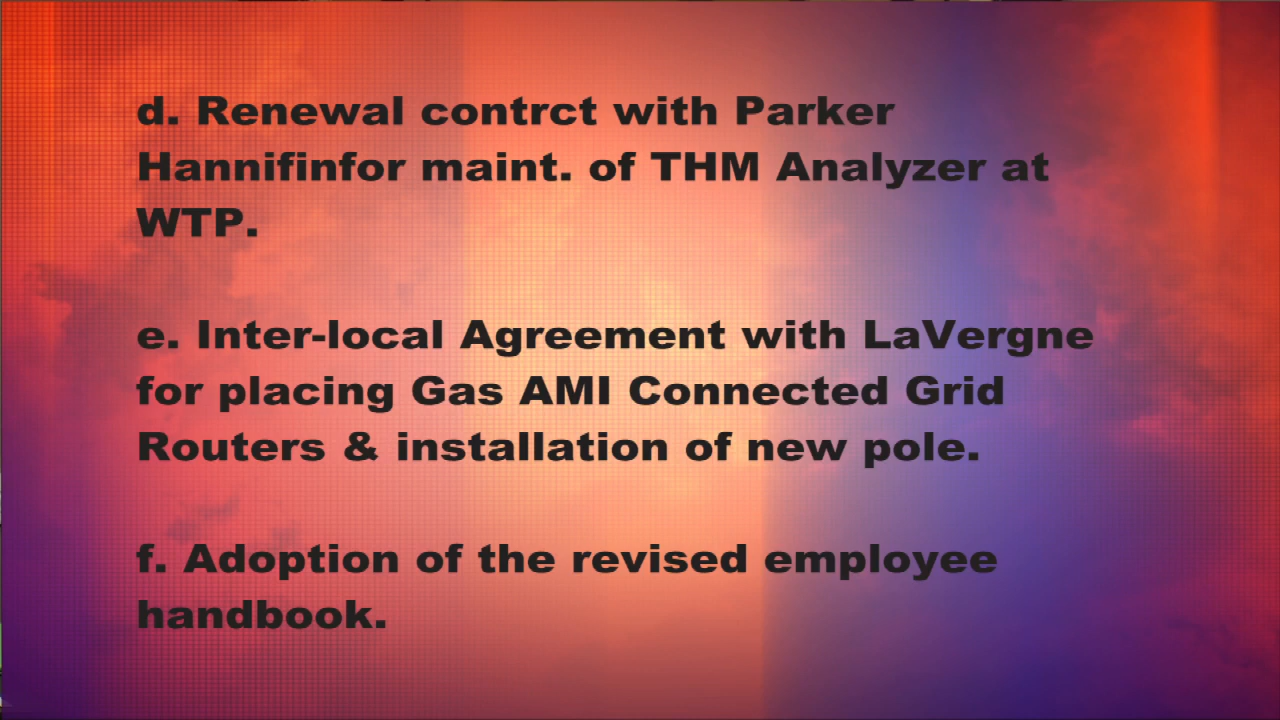 d. Renewal contrct with Parker
Hannifinfor maint. of THM Analyzer at
WTP.
e. Inter-local Agreement with LaVergne
for placing Gas AMI Connected Grid
Routers & installation of new pole.
f. Adoption of the revised employee
handbook.